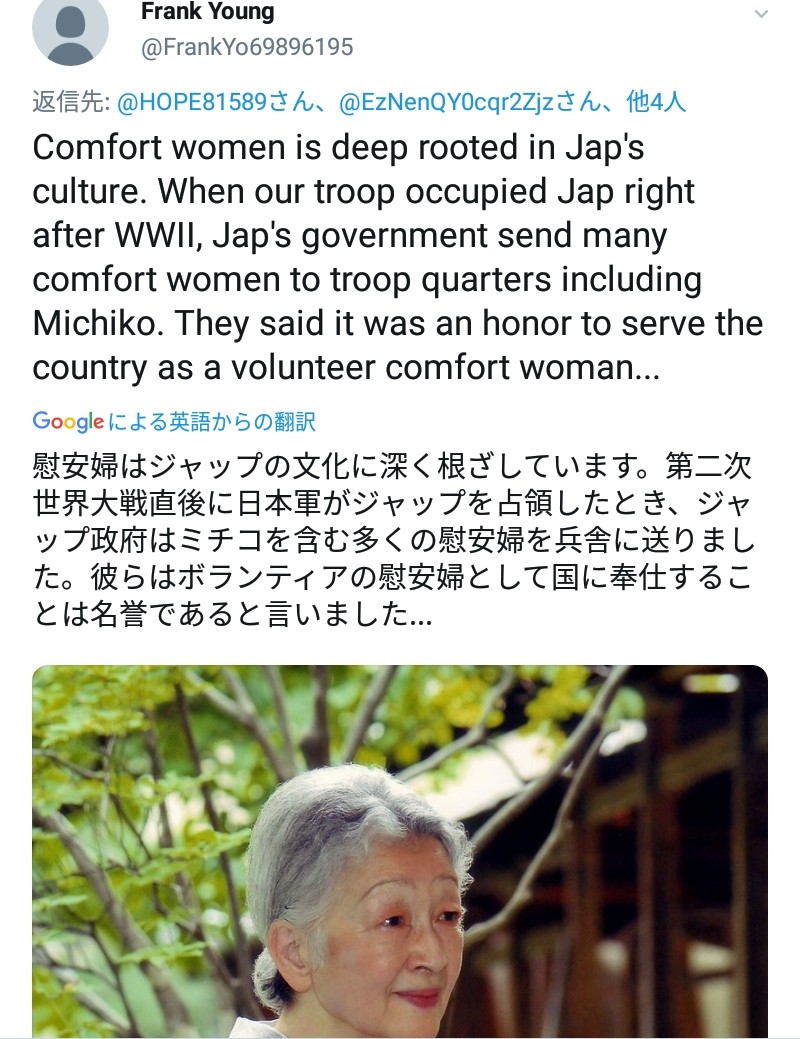 Frank Young
@FrankYo69896195
返信先: @HOPE81589さん、@EzNenQY0cqr2Zjzさん、他4人
Comfort women is deep rooted in Jap's
culture. When our troop occupied Jap right
after WWII, Jap's government send many
comfort women to troop quarters including
Michiko. They said it was an honor to serve the
country as a volunteer comfort woman...
Googleによる英語からの翻訳
慰安婦はジャップの文化に深く根ざしています。第二次
世界大戦直後に日本軍がジャップを占領したとき、ジャ
ップ政府はミチコを含む多くの慰安婦を兵舎に送りまし
た。彼らはボランティアの慰安婦として国に奉仕するこ
とは名誉であると言いました...